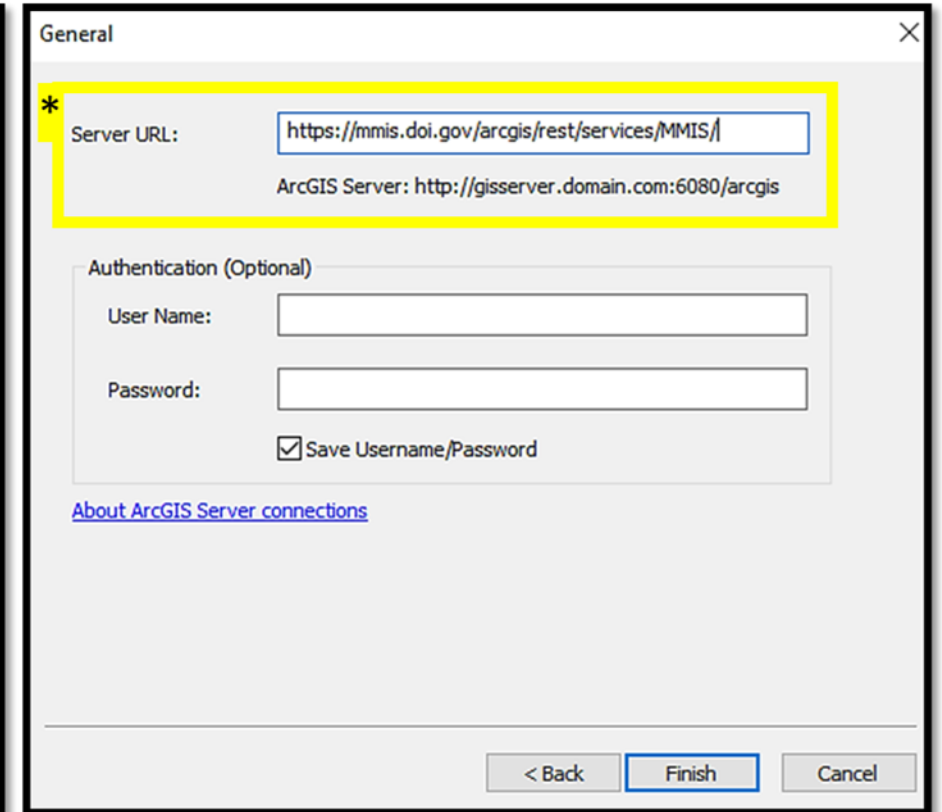 General
*
Server URL: https://mmis.doi.gov/arcgis/rest/services/MMIS/
ArcGIS Server: http://gisserver.domain.com:6080/arcgis
Authentication (Optional)
User Name:
Password:
Save Username/Password
About ArcGIS Server connections
< Back Finish Cancel